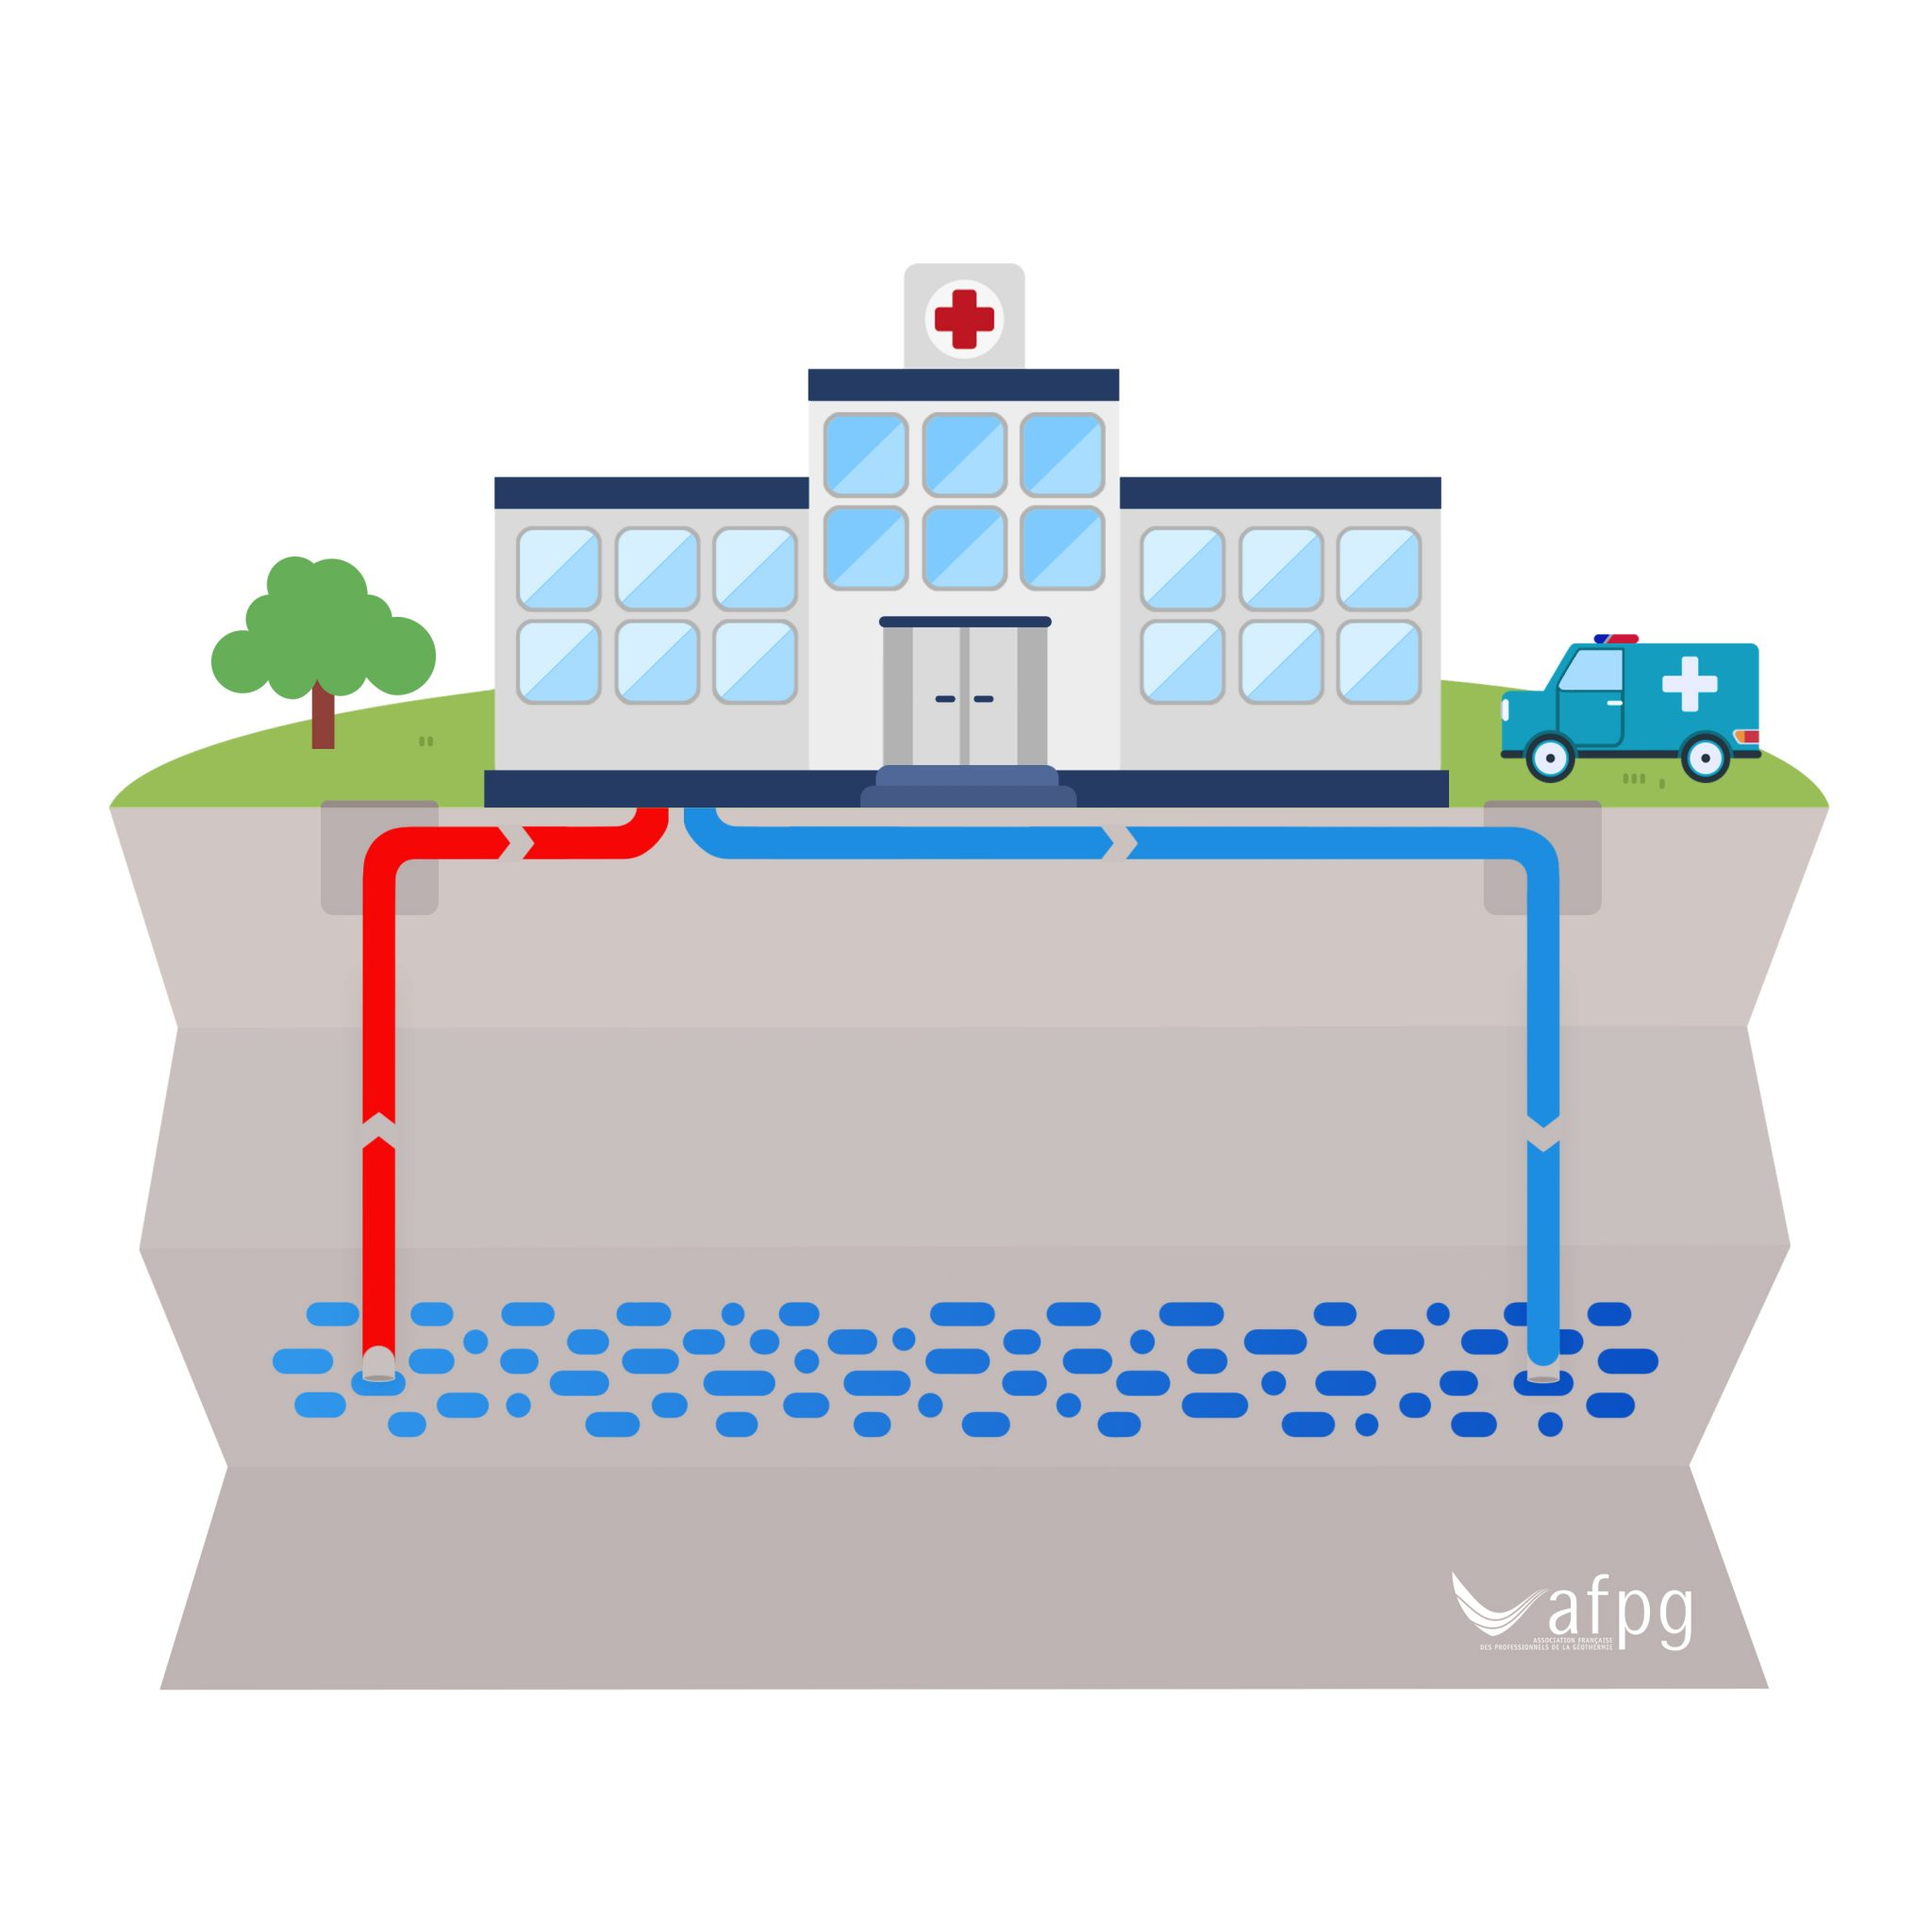 afpg
ASSOCIATION FRANÇAISE
DES PROFESSIONNELS DE LA GÉOTHERMIE